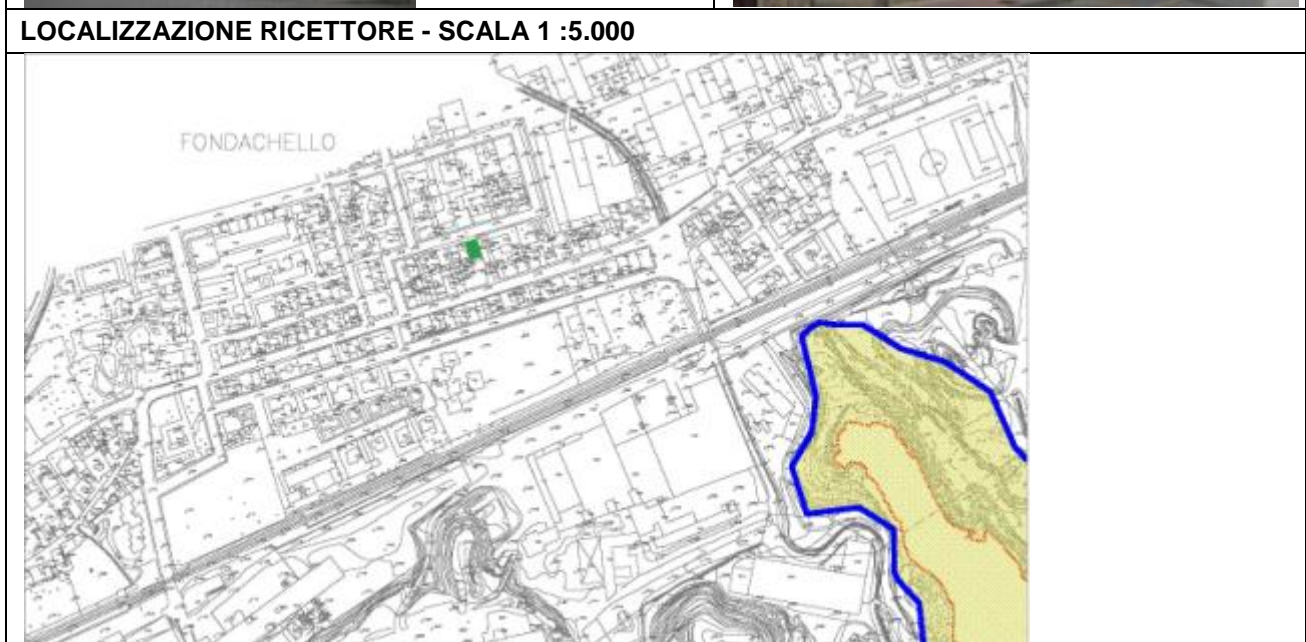 LOCALIZZAZIONE RICETTORE - SCALA 1 :5.000
FONDACHELLO